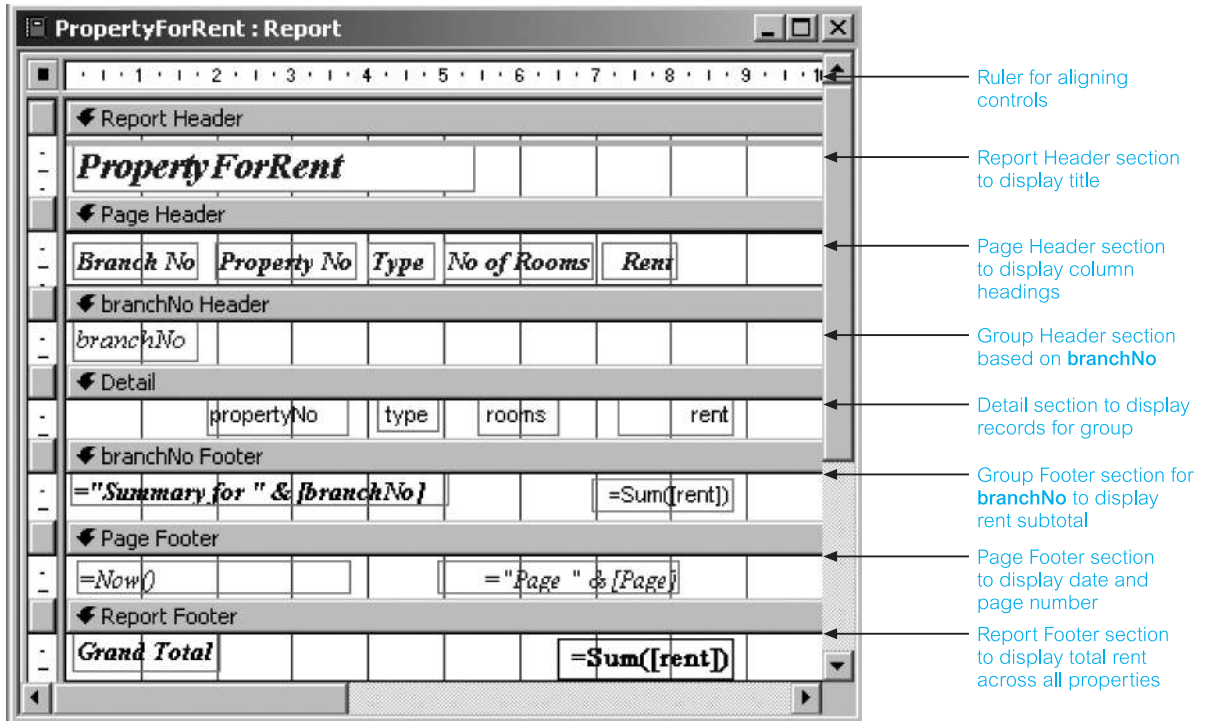 PropertyForRent : Report
1 2 3 4 5 6 7 8 9 10
Ruler for aligning
controls
Report Header
PropertyForRent
Report Header section
to display title
Page Header
Branch No Property No Type No of Rooms Rent
Page Header section
to display column
headings
branchNo Header
branchNo
Group Header section
based on branchNo
Detail
propertyNo type rooms rent
Detail section to display
records for group
branchNo Footer
="Summary for " & [branchNo] =Sum([rent])
Group Footer section for
branchNo to display
rent subtotal
Page Footer
=Now() ="Page " & [Page]
Page Footer section
to display date and
page number
Report Footer
Grand Total =Sum([rent])
Report Footer section
to display total rent
across all properties